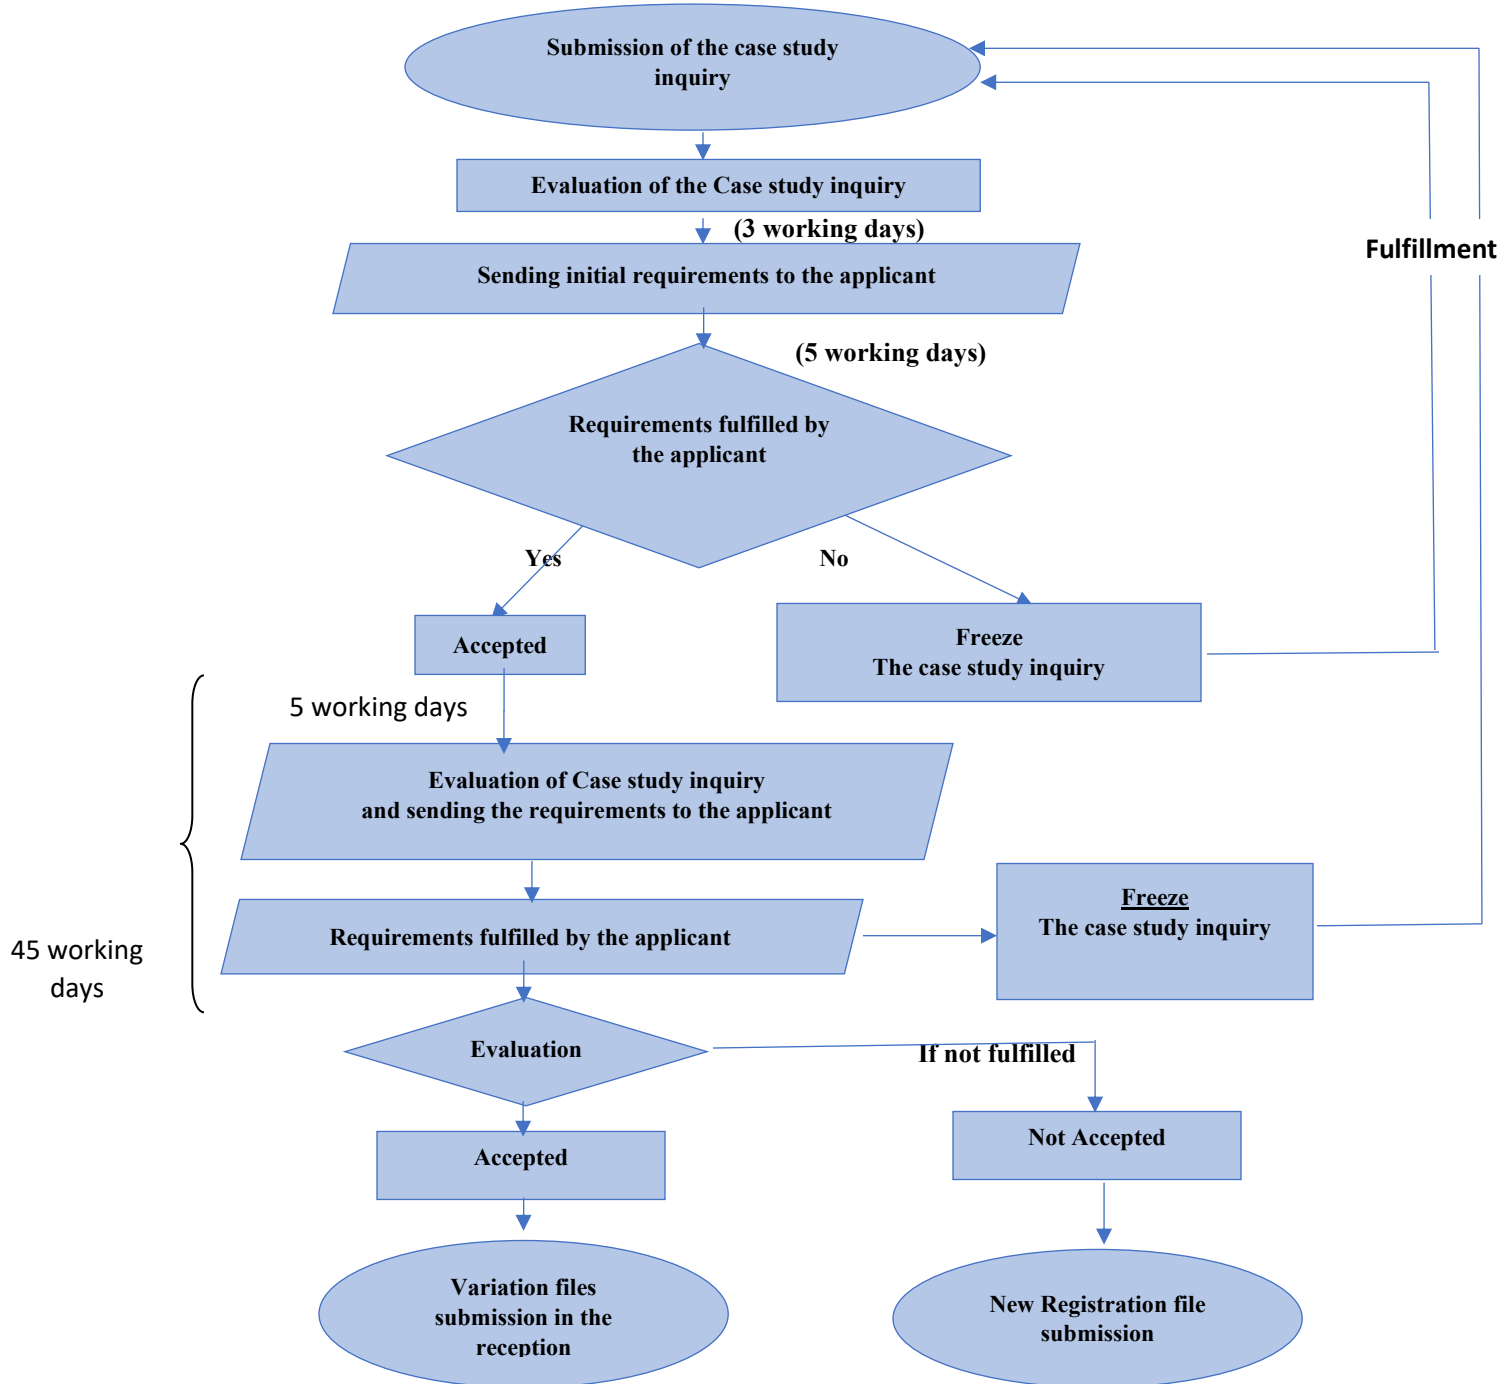 Submission of the case study
inquiry
Evaluation of the Case study inquiry
(3 working days)
Fulfillment
Sending initial requirements to the applicant
(5 working days)
Requirements fulfilled by
the applicant
Yes
No
Accepted
Freeze
The case study inquiry
5 working days
Evaluation of Case study inquiry
and sending the requirements to the applicant
Freeze
The case study inquiry
Requirements fulfilled by the applicant
45 working
days
Evaluation
If not fulfilled
Accepted
Not Accepted
Variation files
submission in the
reception
New Registration file
submission